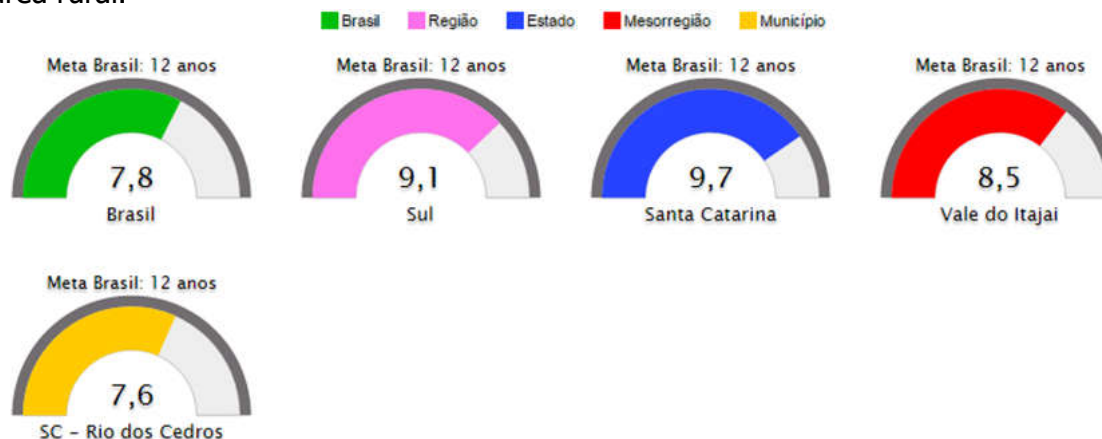 área rural.
Brasil Região Estado Mesorregião Município
Meta Brasil: 12 anos Meta Brasil: 12 anos Meta Brasil: 12 anos Meta Brasil: 12 anos
7,8 9,1 9,7 8,5
Brasil Sul Santa Catarina Vale do Itajai
Meta Brasil: 12 anos
7,6
SC – Rio dos Cedros